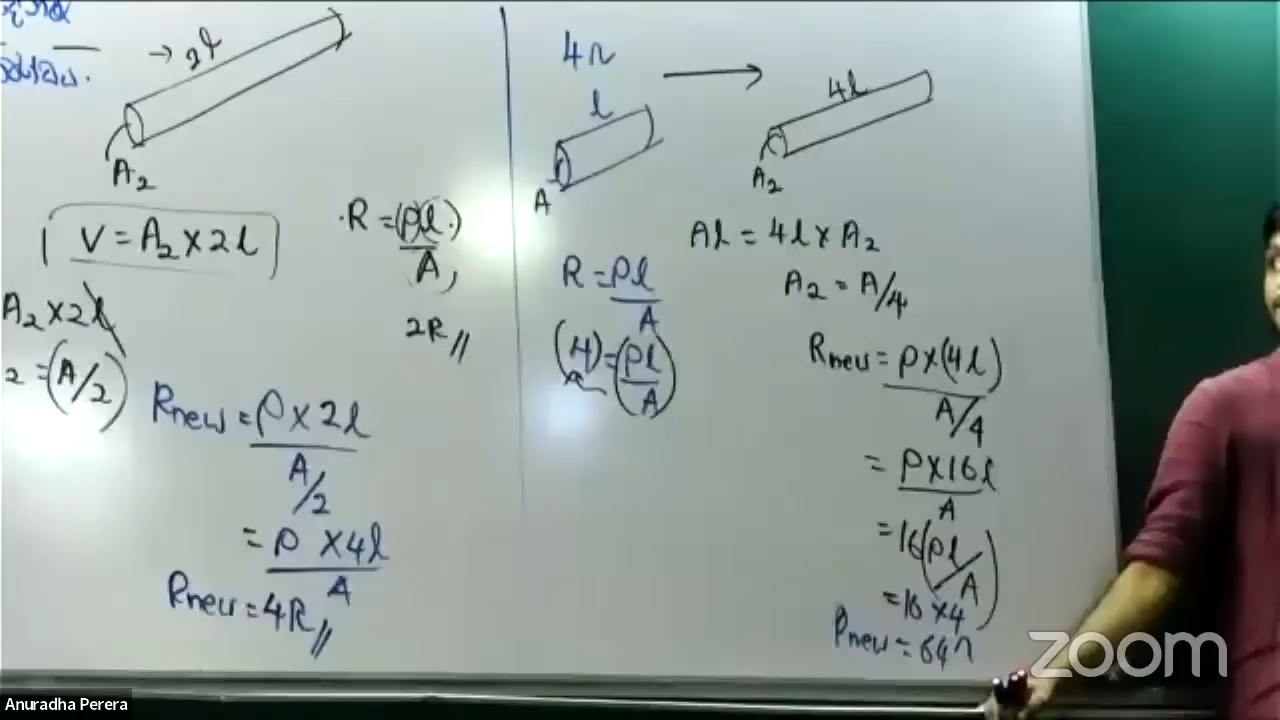 → 2l
A₂
V = A₂ × 2l
R = (ρl)/A
2R //
A₂ × 2l
₂ = (A/2)
Rnew = ρ × 2l / A/2
= ρ × 4l / A
Rnew = 4R //
4Ω
l
A
→
4l
A₂
Al = 4l × A₂
A₂ = A/4
R = ρl/A
(4) = (ρl/A)
Rnew = ρ × (4l) / A/4
= ρ × 16l / A
= 16(ρl/A)
= 16 × 4
Rnew = 64Ω
zoom
Anuradha Perera